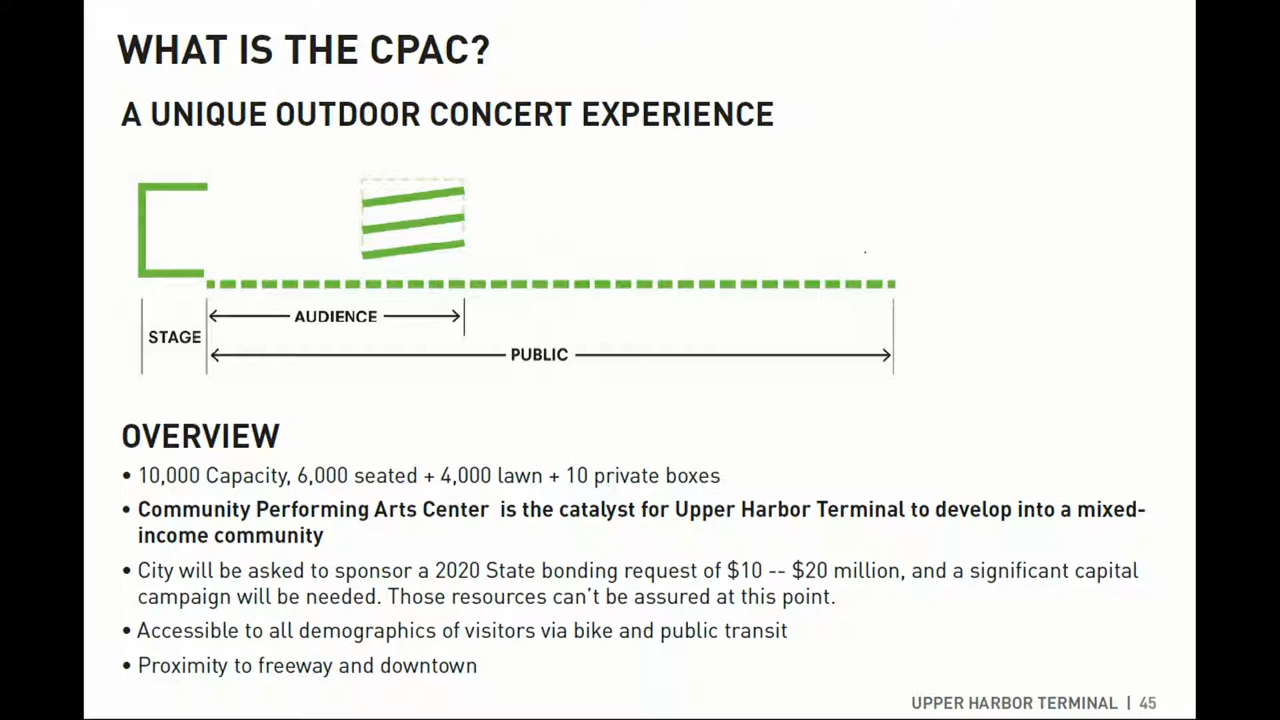 WHAT IS THE CPAC?
A UNIQUE OUTDOOR CONCERT EXPERIENCE
AUDIENCE
STAGE
PUBLIC
OVERVIEW
• 10,000 Capacity, 6,000 seated + 4,000 lawn + 10 private boxes
• Community Performing Arts Center is the catalyst for Upper Harbor Terminal to develop into a mixed-
income community
• City will be asked to sponsor a 2020 State bonding request of $10 -- $20 million, and a significant capital
campaign will be needed. Those resources can't be assured at this point.
• Accessible to all demographics of visitors via bike and public transit
• Proximity to freeway and downtown
UPPER HARBOR TERMINAL | 45